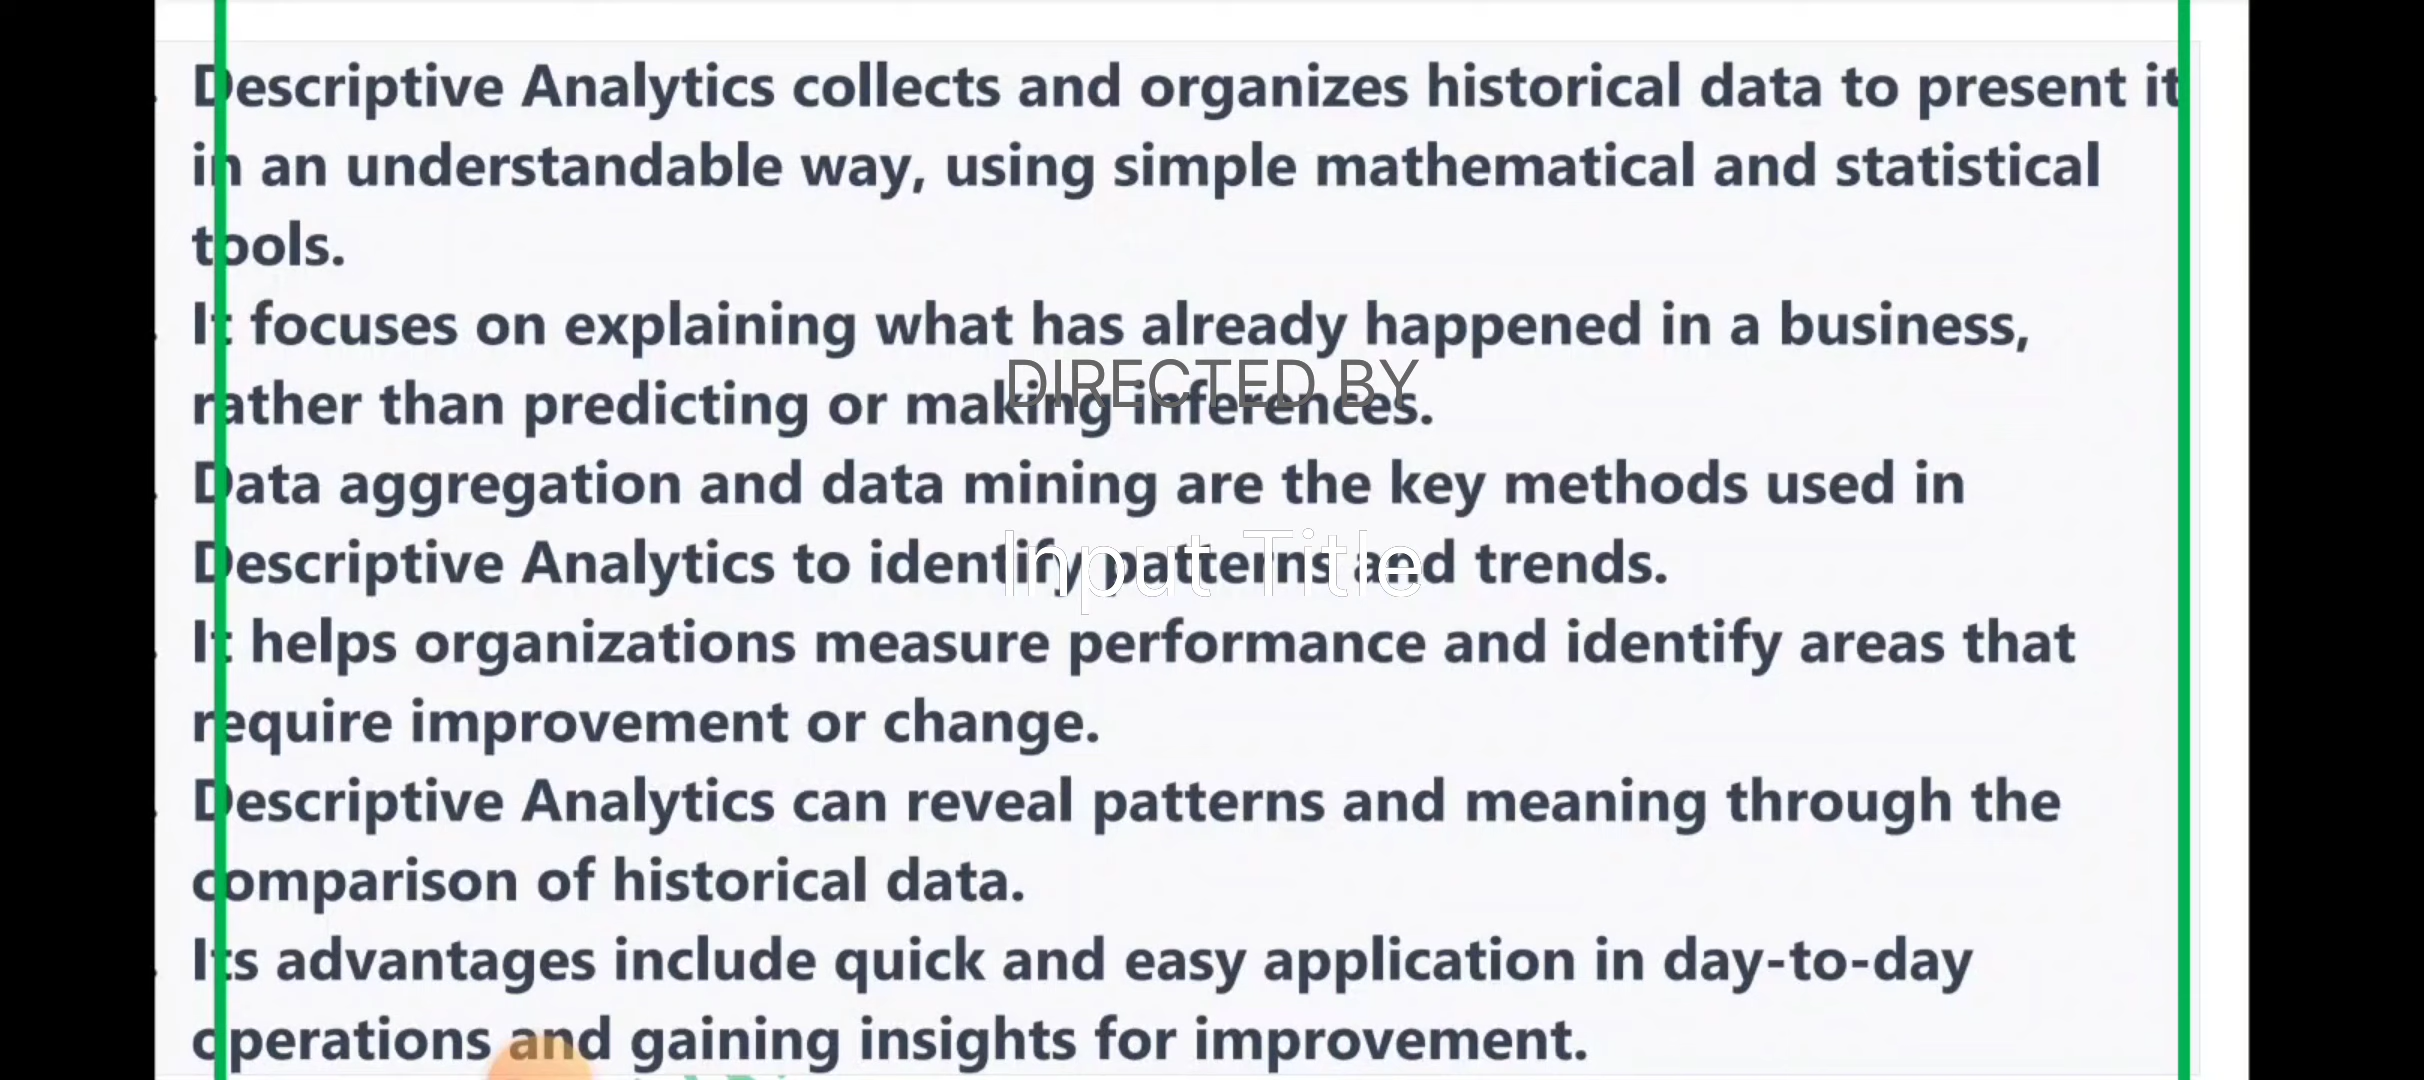 Descriptive Analytics collects and organizes historical data to present it
in an understandable way, using simple mathematical and statistical
tools.
It focuses on explaining what has already happened in a business,
DIRECTED BY
rather than predicting or making inferences.
Data aggregation and data mining are the key methods used in
Input Title
Descriptive Analytics to identify patterns and trends.
It helps organizations measure performance and identify areas that
require improvement or change.
Descriptive Analytics can reveal patterns and meaning through the
comparison of historical data.
Its advantages include quick and easy application in day-to-day
operations and gaining insights for improvement.